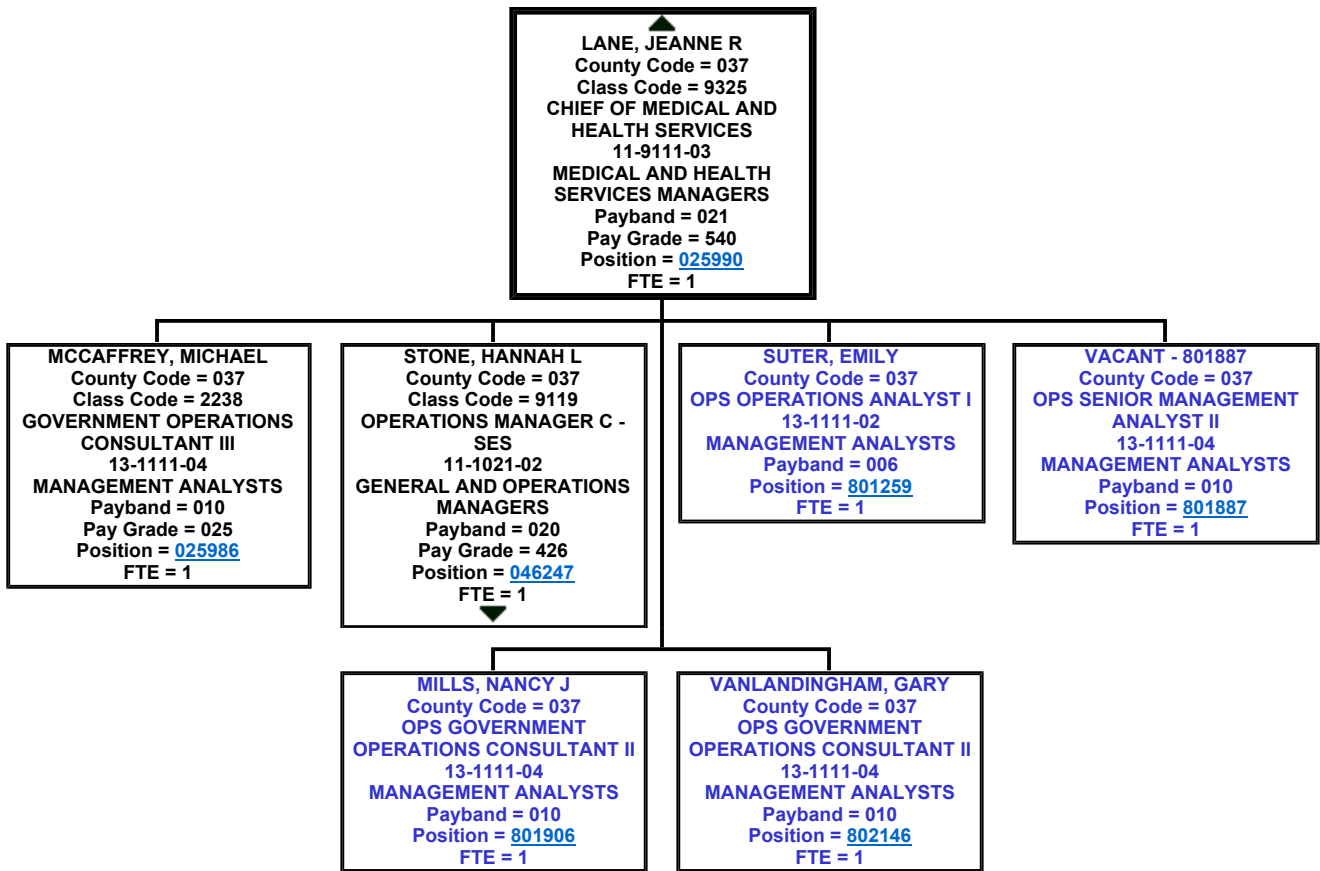 LANE, JEANNE R
County Code = 037
Class Code = 9325
CHIEF OF MEDICAL AND
HEALTH SERVICES
11-9111-03
MEDICAL AND HEALTH
SERVICES MANAGERS
Payband = 021
Pay Grade = 540
Position = 025990
FTE = 1
MCCAFFREY, MICHAEL
County Code = 037
Class Code = 2238
GOVERNMENT OPERATIONS
CONSULTANT III
13-1111-04
MANAGEMENT ANALYSTS
Payband = 010
Pay Grade = 025
Position = 025986
FTE = 1
STONE, HANNAH L
County Code = 037
Class Code = 9119
OPERATIONS MANAGER C -
SES
11-1021-02
GENERAL AND OPERATIONS
MANAGERS
Payband = 020
Pay Grade = 426
Position = 046247
FTE = 1
SUTER, EMILY
County Code = 037
OPS OPERATIONS ANALYST I
13-1111-02
MANAGEMENT ANALYSTS
Payband = 006
Position = 801259
FTE = 1
VACANT - 801887
County Code = 037
OPS SENIOR MANAGEMENT
ANALYST II
13-1111-04
MANAGEMENT ANALYSTS
Payband = 010
Position = 801887
FTE = 1
MILLS, NANCY J
County Code = 037
OPS GOVERNMENT
OPERATIONS CONSULTANT II
13-1111-04
MANAGEMENT ANALYSTS
Payband = 010
Position = 801906
FTE = 1
VANLANDINGHAM, GARY
County Code = 037
OPS GOVERNMENT
OPERATIONS CONSULTANT II
13-1111-04
MANAGEMENT ANALYSTS
Payband = 010
Position = 802146
FTE = 1